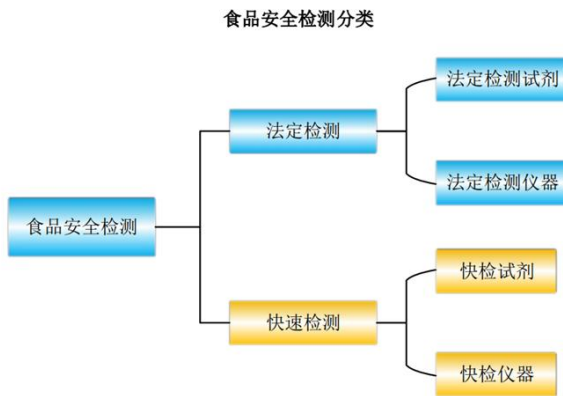 食品安全检测分类
食品安全检测
法定检测
法定检测试剂
法定检测仪器
快速检测
快检试剂
快检仪器